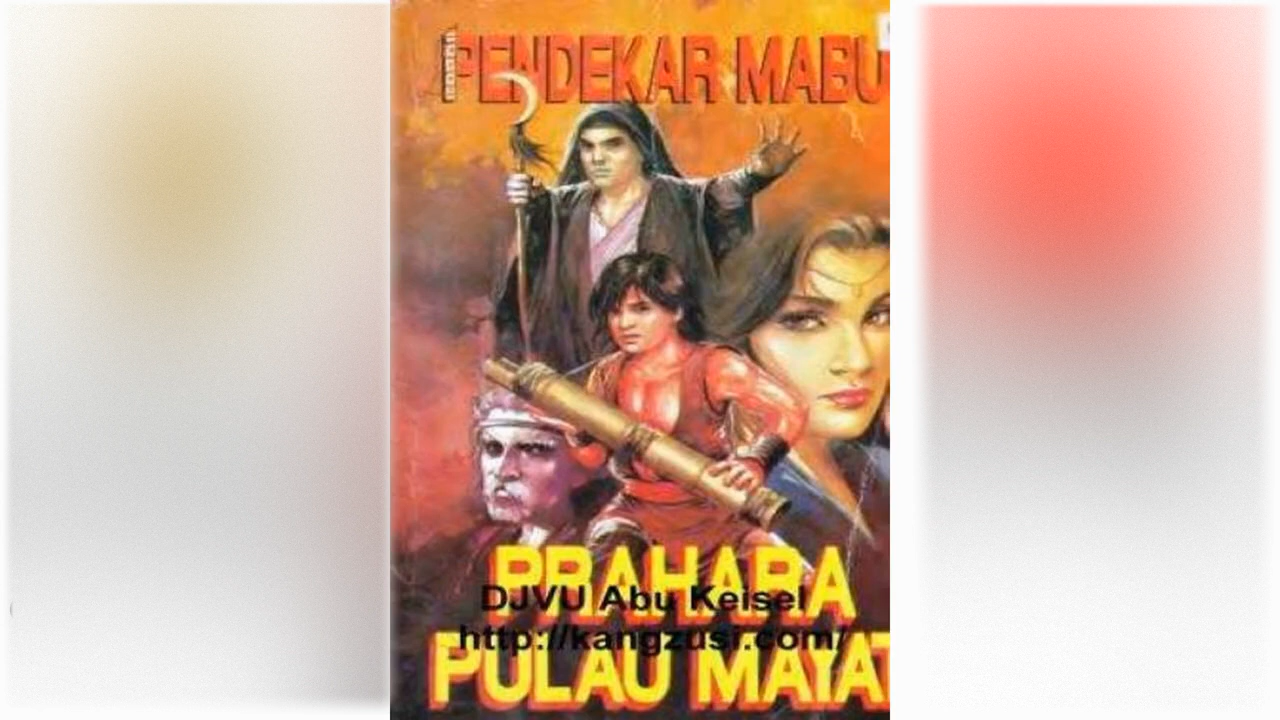 PENDEKAR MABU
PRAHARA
DJVU Abu Keisel
http://kangzusi.com/
PULAU MAYAT